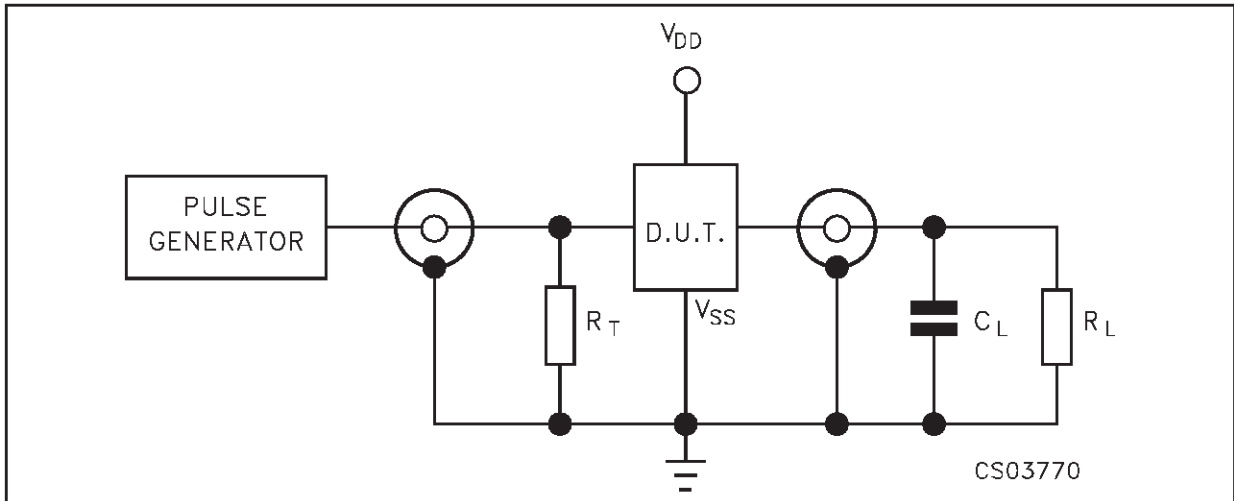 VDD
PULSE
GENERATOR
D.U.T.
VSS
RT
CL
RL
CS03770